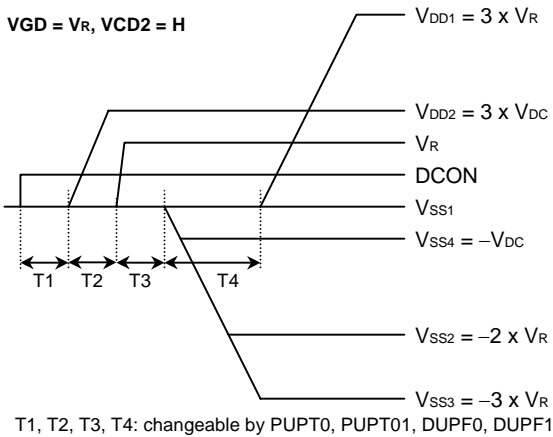 VGD = VR, VCD2 = H
VDD1 = 3 x VR
VDD2 = 3 x VDC
VR
DCON
VSS1
VSS4 = −VDC
T1 T2 T3 T4
VSS2 = −2 x VR
VSS3 = −3 x VR
T1, T2, T3, T4: changeable by PUPT0, PUPT01, DUPF0, DUPF1